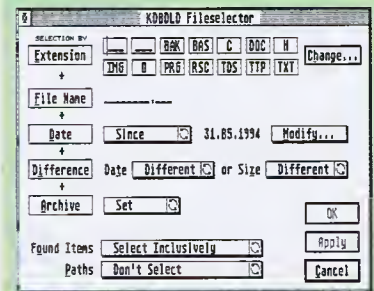 KOBOLD Fileselector
SELECTION BY
Extension BAK BAS C DOC H Change...
IMG O PRG RSC TOS TTP TXT
+
File Name
+
Date Since 31.05.1994 Modify...
+
Difference Date Different or Size Different
+
Archive Set
OK
Found Items Select Inclusively Apply
Paths Don't Select Cancel